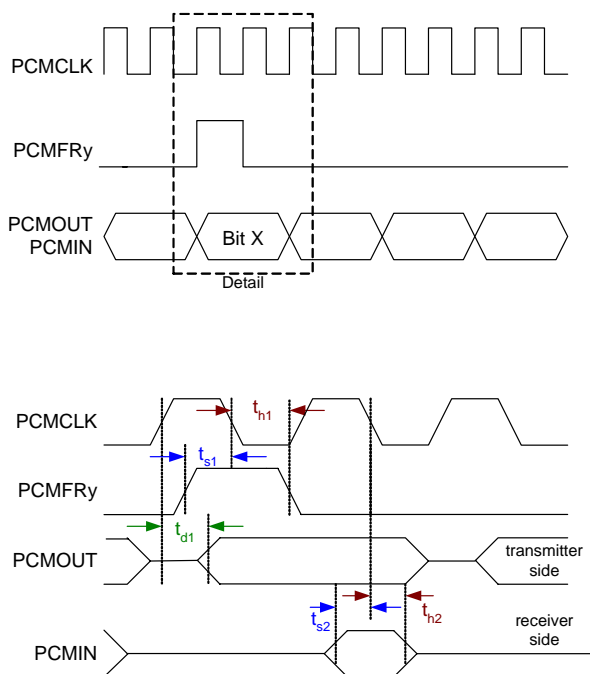 PCMCLK
PCMFRy
PCMOUT
PCMIN
Bit X
Detail
PCMCLK
th1
ts1
PCMFRy
td1
PCMOUT
transmitter
side
ts2
th2
PCMIN
receiver
side